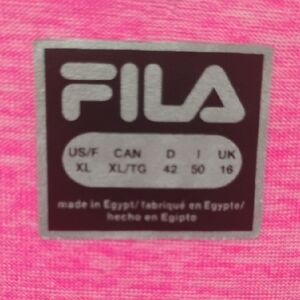 FILA
US/F CAN D I UK
XL XL/TG 42 50 16
made in Egypt/ fabriqué en Egypte/
hecho en Egipto